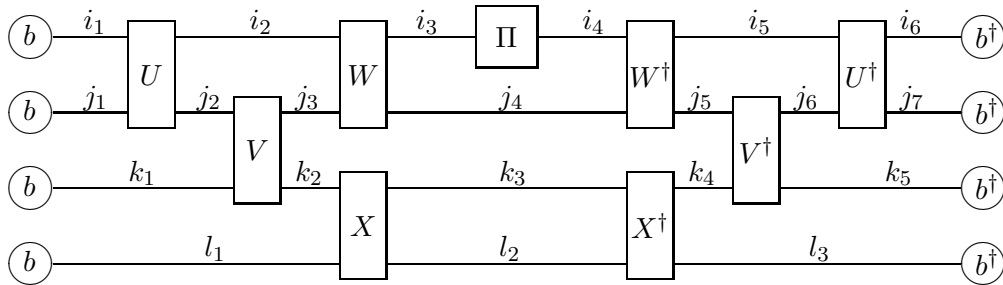 b i₁ i₂ i₃ Π i₄ i₅ i₆ b†
U W W† U†
b j₁ j₂ j₃ j₄ j₅ j₆ j₇ b†
V V†
b k₁ k₂ k₃ k₄ k₅ b†
X X†
b l₁ l₂ l₃ b†